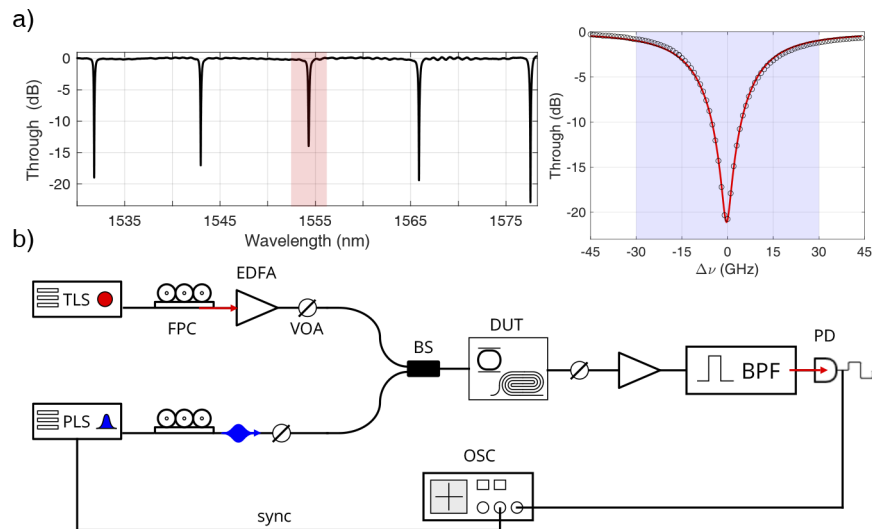 a)
0
-5
-10
-15
-20
Through (dB)
1535
1545
1555
1565
1575
Wavelength (nm)
0
-5
-10
-15
-20
Through (dB)
-45
-30
-15
0
15
30
45
Δν (GHz)
b)
EDFA
TLS
FPC
VOA
BS
DUT
PD
BPF
PLS
OSC
sync